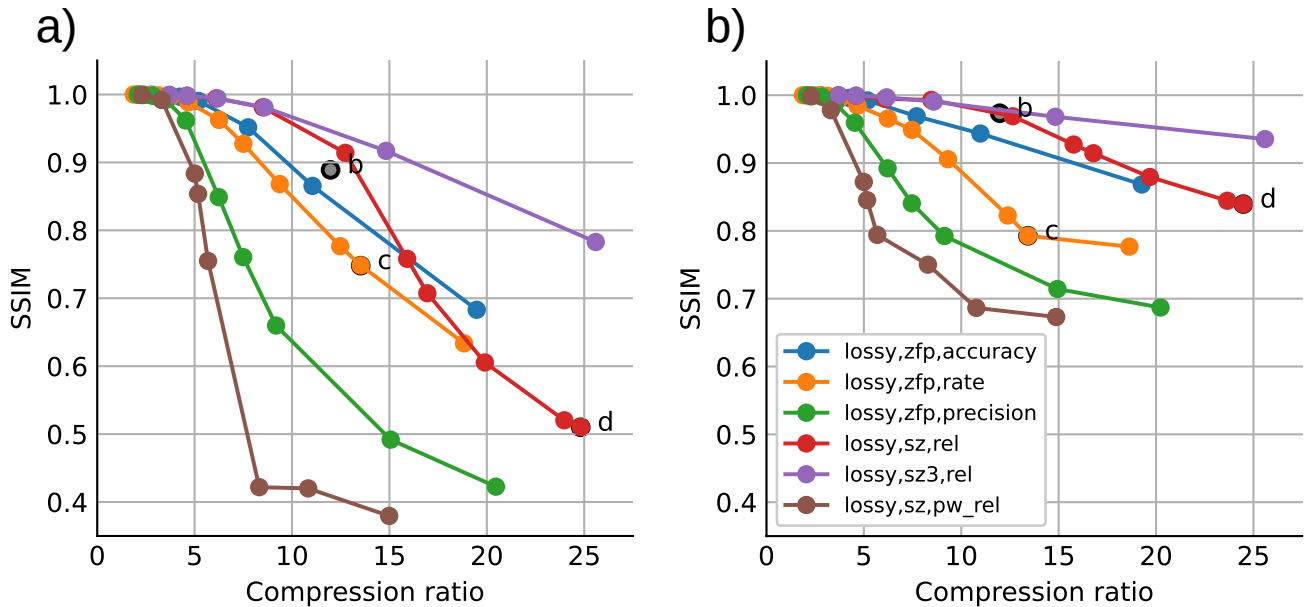 a)
b)
1.0
0.9
0.8
0.7
0.6
0.5
0.4
SSIM
b
c
d
0 5 10 15 20 25
Compression ratio
1.0
0.9
0.8
0.7
0.6
0.5
0.4
SSIM
b
d
c
lossy,zfp,accuracy
lossy,zfp,rate
lossy,zfp,precision
lossy,sz,rel
lossy,sz3,rel
lossy,sz,pw_rel
0 5 10 15 20 25
Compression ratio